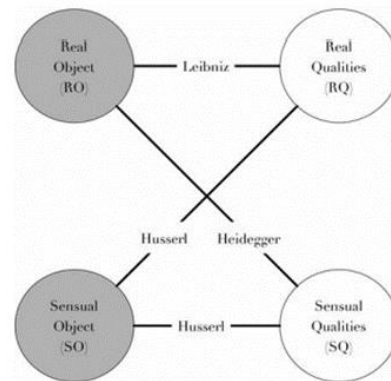 Real
Object
(RO)
Leibniz
Real
Qualities
(RQ)
Husserl
Heidegger
Sensual
Object
(SO)
Husserl
Sensual
Qualities
(SQ)